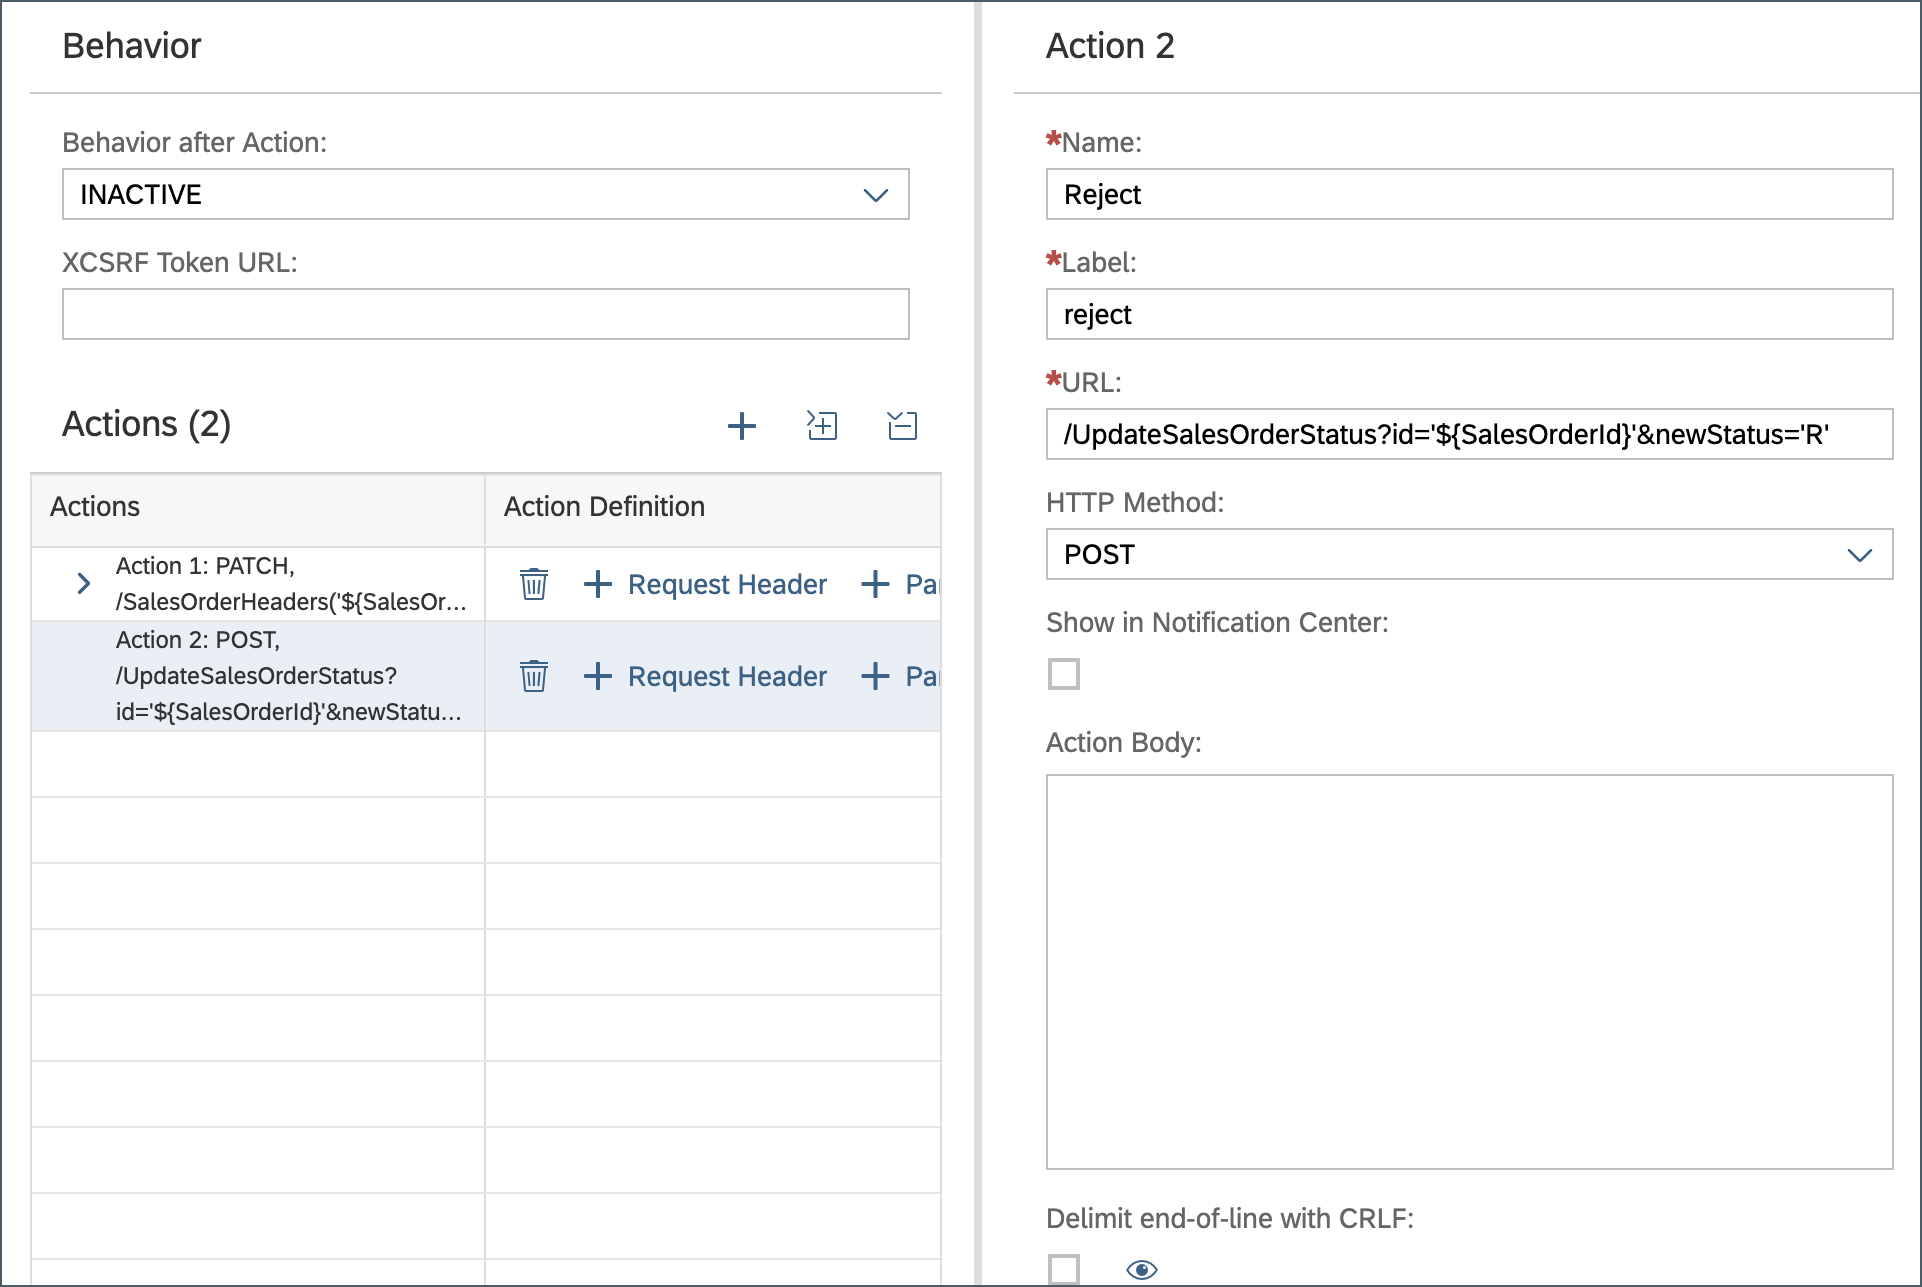 Behavior
Behavior after Action:
INACTIVE
XCSRF Token URL:
Actions (2)
Actions
Action Definition
Action 1: PATCH,
/SalesOrderHeaders('${SalesOr...
Request Header
Pa
Action 2: POST,
/UpdateSalesOrderStatus?
id='${SalesOrderId}'&newStatu...
Request Header
Pa
Action 2
*Name:
Reject
*Label:
reject
*URL:
/UpdateSalesOrderStatus?id='${SalesOrderId}'&newStatus='R'
HTTP Method:
POST
Show in Notification Center:
Action Body:
Delimit end-of-line with CRLF: